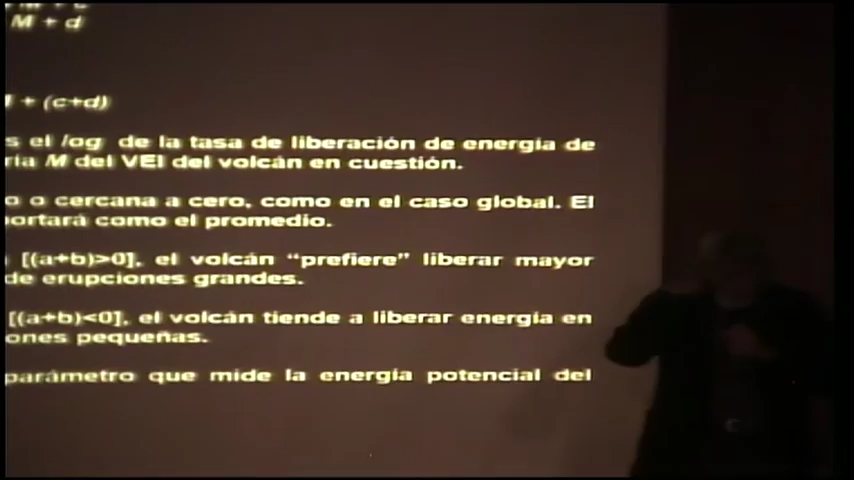 M + d
+ (c+d)
s el log de la tasa de liberación de energía de
ría M del VEI del volcán en cuestión.
o o cercana a cero, como en el caso global. El
portará como el promedio.
[(a+b)>0], el volcán “prefiere” liberar mayor
de erupciones grandes.
[(a+b)<0], el volcán tiende a liberar energía en
ones pequeñas.
parámetro que mide la energía potencial del